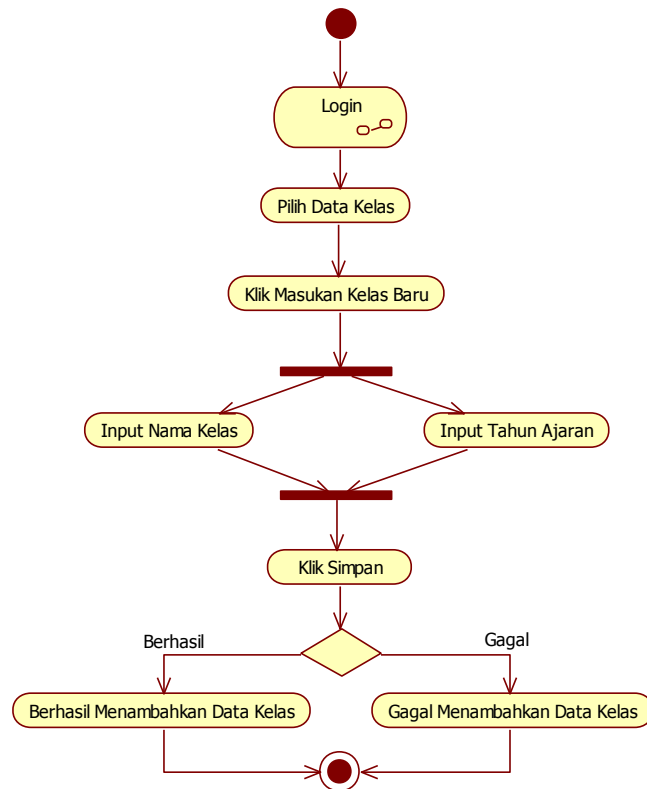 Login
Pilih Data Kelas
Klik Masukan Kelas Baru
Input Nama Kelas
Input Tahun Ajaran
Klik Simpan
Berhasil
Gagal
Berhasil Menambahkan Data Kelas
Gagal Menambahkan Data Kelas